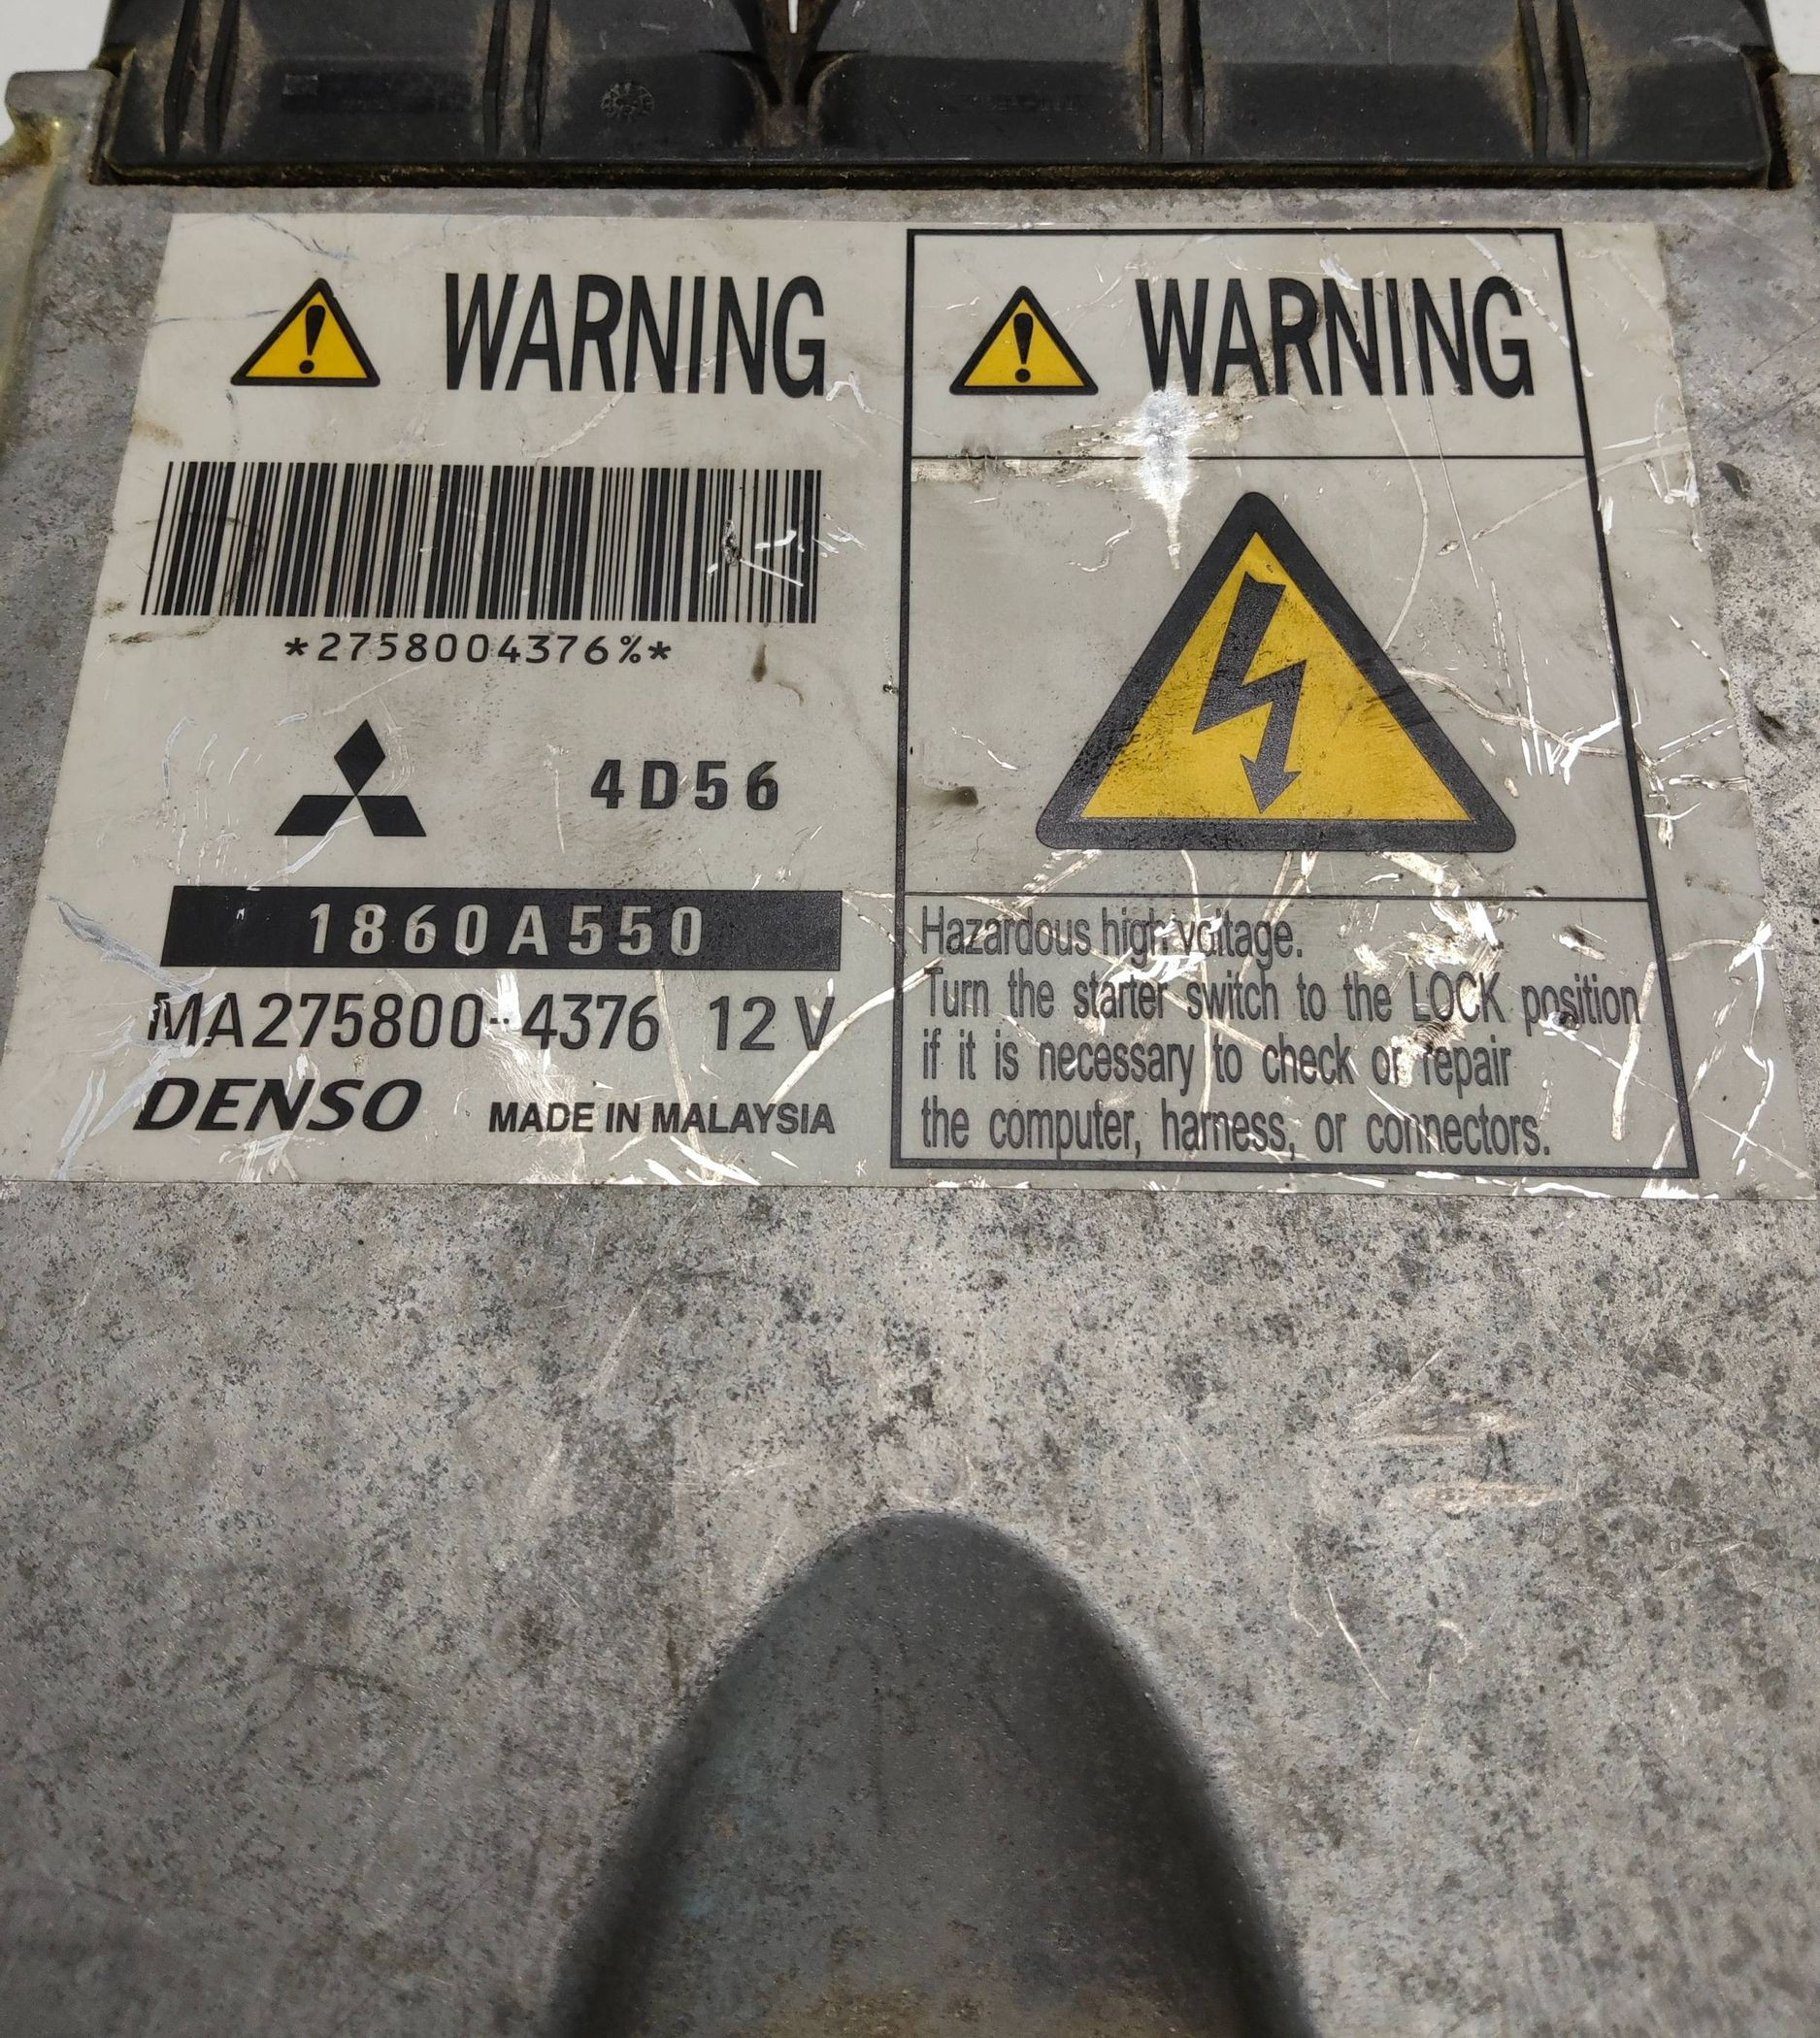 WARNING
*2758004376%*
4D56
1860A550
MA275800-4376 12V
DENSO MADE IN MALAYSIA
WARNING
Hazardous high voltage.
Turn the starter switch to the LOCK position
if it is necessary to check or repair
the computer, harness, or connectors.